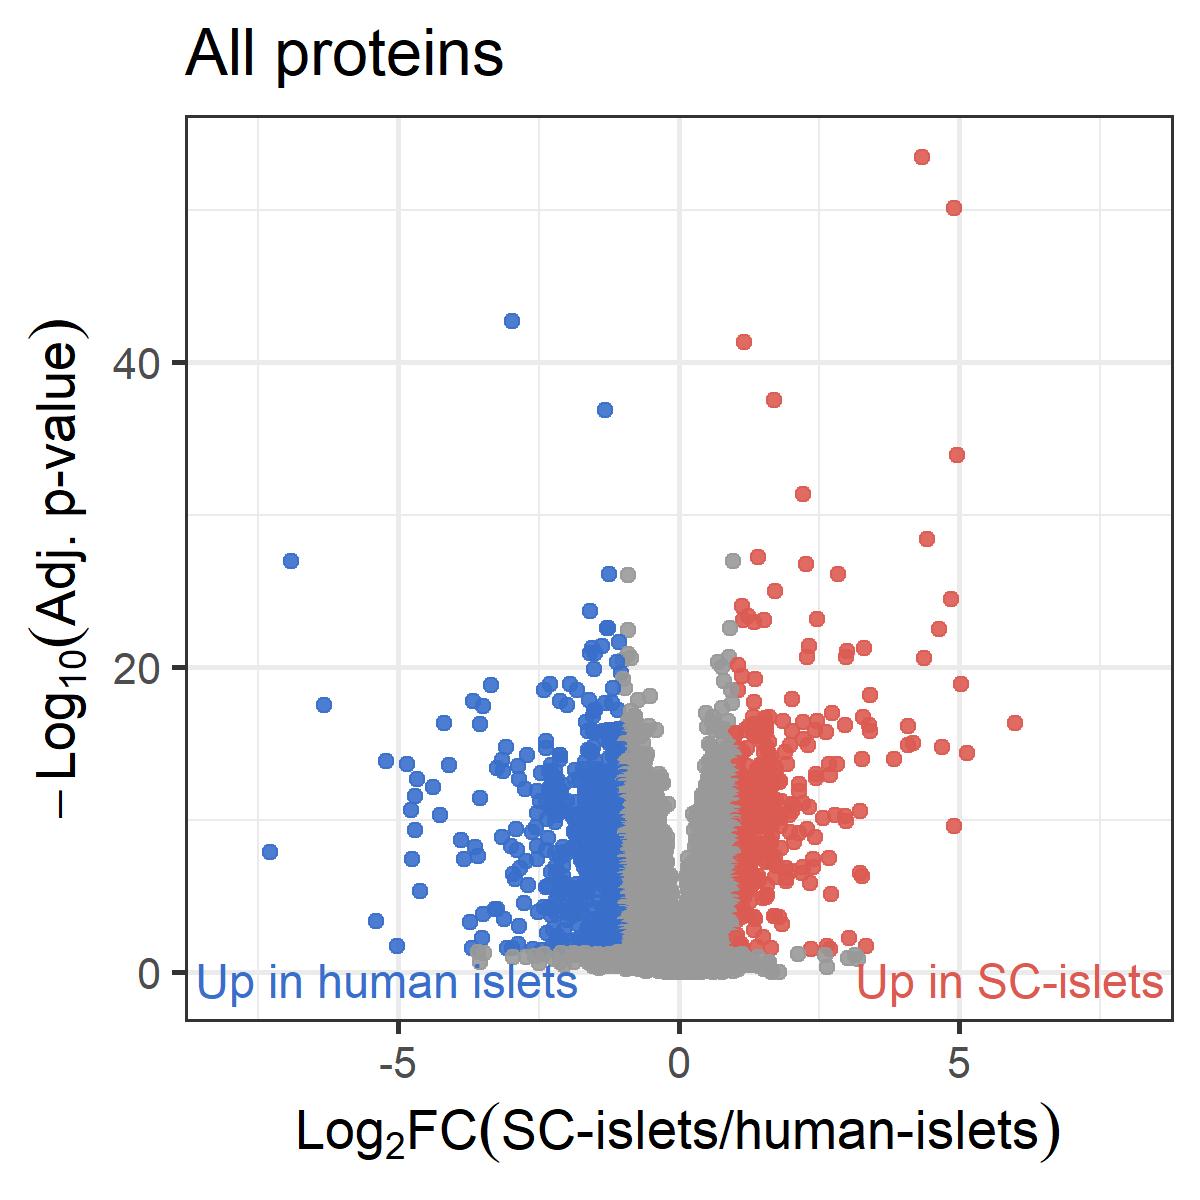 All proteins
−Log₁₀(Adj. p-value)
40
20
0
Up in human islets
Up in SC-islets
-5
0
5
Log₂FC(SC-islets/human-islets)